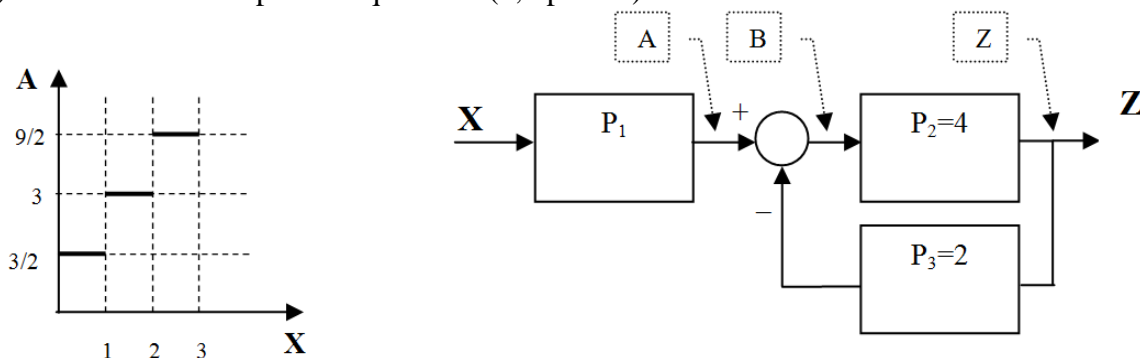 A
9/2
3
3/2
1 2 3 X
A B Z
X P₁ + P₂=4 Z
–
P₃=2